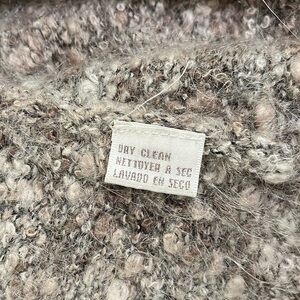 DRY CLEAN
NETTOYER A SEC
LAVADO EN SECO